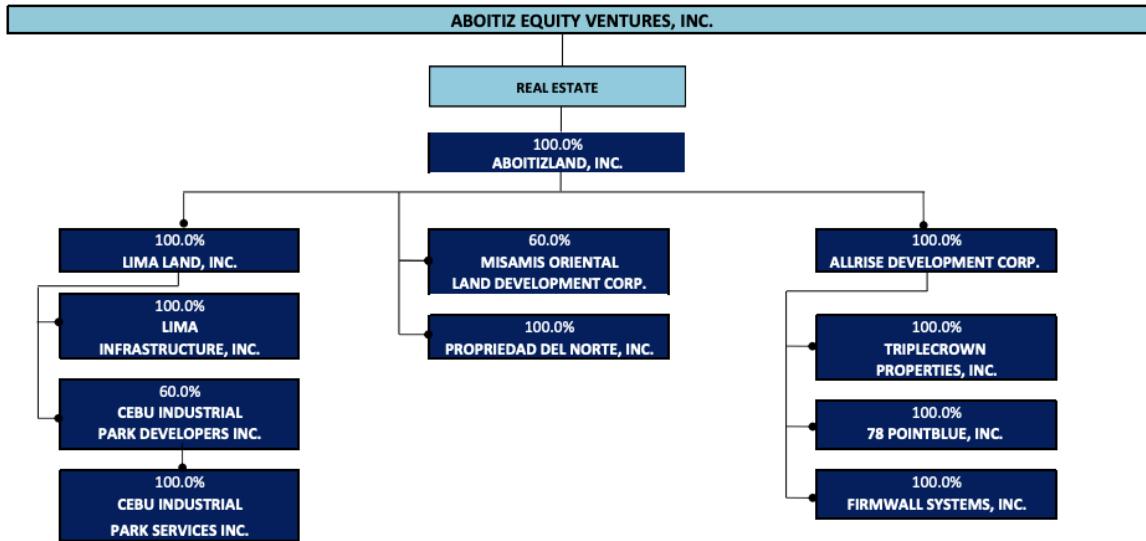 ABOITIZ EQUITY VENTURES, INC.
REAL ESTATE
100.0%
ABOITIZLAND, INC.
100.0%
LIMA LAND, INC.
100.0%
LIMA
INFRASTRUCTURE, INC.
60.0%
CEBU INDUSTRIAL
PARK DEVELOPERS INC.
100.0%
CEBU INDUSTRIAL
PARK SERVICES INC.
60.0%
MISAMIS ORIENTAL
LAND DEVELOPMENT CORP.
100.0%
PROPRIEDAD DEL NORTE, INC.
100.0%
ALLRISE DEVELOPMENT CORP.
100.0%
TRIPLECROWN
PROPERTIES, INC.
100.0%
78 POINTBLUE, INC.
100.0%
FIRMWALL SYSTEMS, INC.